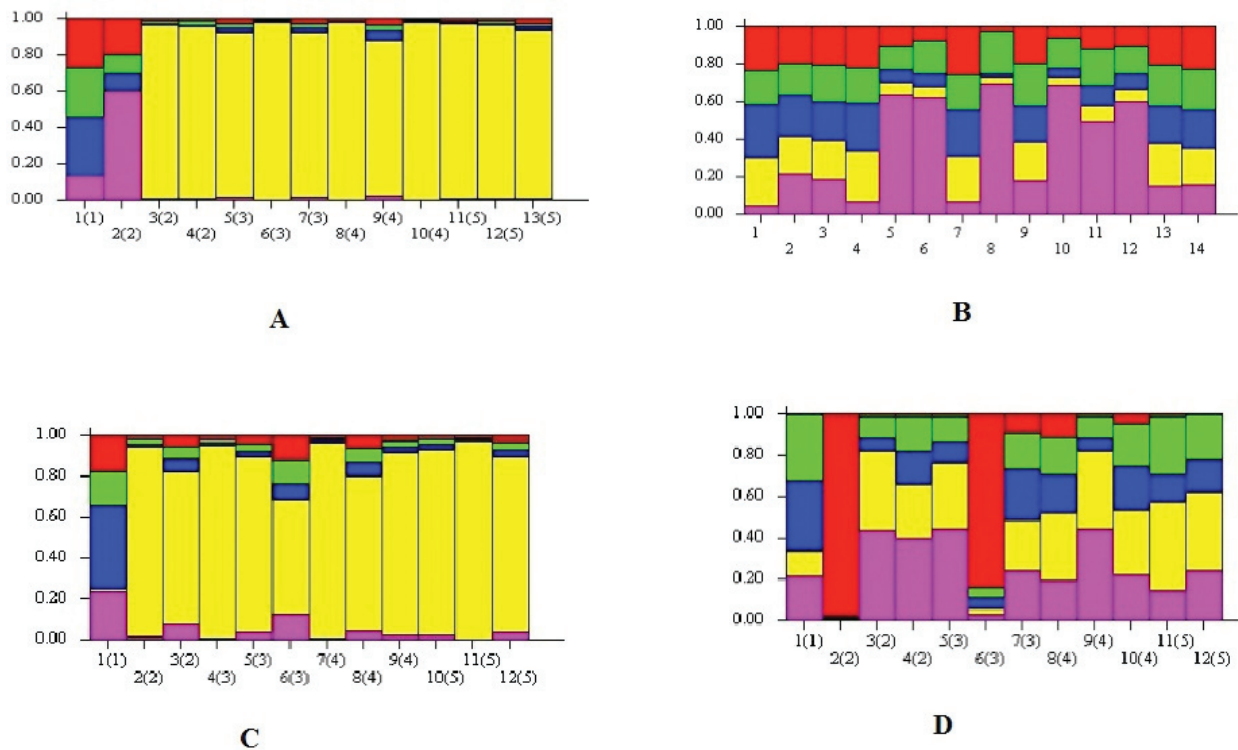 1.00
0.80
0.60
0.40
0.20
0.00
1(1) 3(2) 5(3) 7(3) 9(4) 11(5) 13(5)
2(2) 4(2) 6(3) 8(4) 10(4) 12(5)
A
1.00
0.80
0.60
0.40
0.20
0.00
1 3 5 7 9 11 13
2 4 6 8 10 12 14
B
1.00
0.80
0.60
0.40
0.20
0.00
1(1) 3(2) 5(3) 7(4) 9(4) 11(5)
2(2) 4(3) 6(3) 8(4) 10(5) 12(5)
C
1.00
0.80
0.60
0.40
0.20
0.00
1(1) 3(2) 5(3) 7(3) 9(4) 11(5)
2(2) 4(2) 6(3) 8(4) 10(4) 12(5)
D